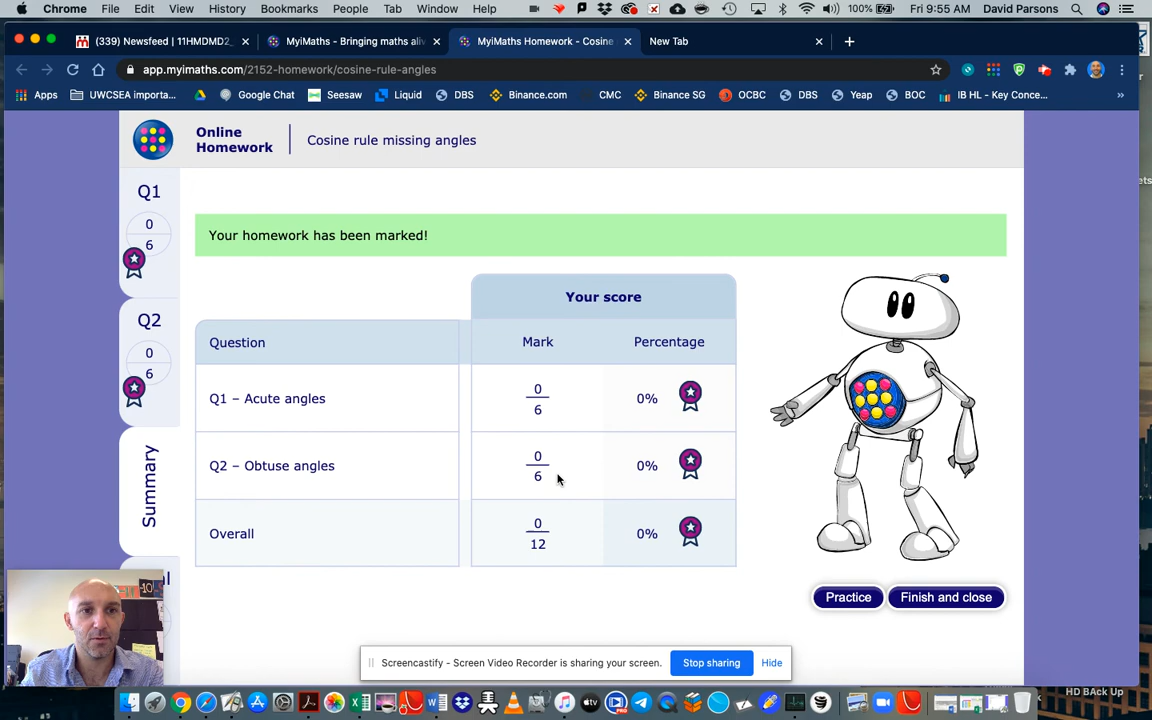 Chrome File Edit View History Bookmarks People Tab Window Help 100% Fri 9:55 AM David Parsons
(339) Newsfeed | 11HMDMD2_ MyiMaths - Bringing maths aliv MyiMaths Homework - Cosine New Tab
app.myimaths.com/2152-homework/cosine-rule-angles
Apps UWCSEA importa... Google Chat Seesaw Liquid DBS Binance.com CMC Binance SG OCBC DBS Yeap BOC IB HL - Key Conce... »
Online
Homework
Cosine rule missing angles
Q1
0
6
Q2
0
6
Summary
Your homework has been marked!
Your score
Question Mark Percentage
Q1 – Acute angles 0/6 0%
Q2 – Obtuse angles 0/6 0%
Overall 0/12 0%
Practice Finish and close
Screencastify - Screen Video Recorder is sharing your screen. Stop sharing Hide
HD BAck Up